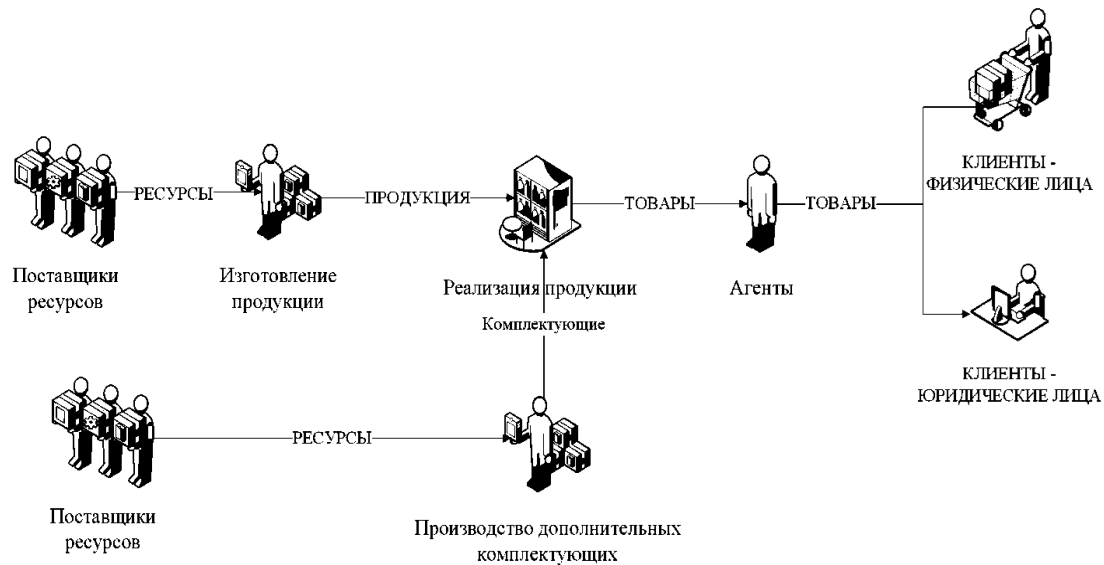 КЛИЕНТЫ -
ФИЗИЧЕСКИЕ ЛИЦА
РЕСУРСЫ
ПРОДУКЦИЯ
ТОВАРЫ
ТОВАРЫ
Поставщики
ресурсов
Изготовление
продукции
Реализация продукции
Агенты
Комплектующие
КЛИЕНТЫ -
ЮРИДИЧЕСКИЕ ЛИЦА
РЕСУРСЫ
Поставщики
ресурсов
Производство дополнительных
комплектующих